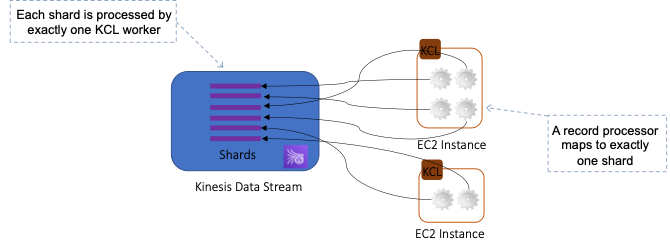 Each shard is processed by
exactly one KCL worker
KCL
EC2 Instance
A record processor
maps to exactly
one shard
Shards
Kinesis Data Stream
KCL
EC2 Instance